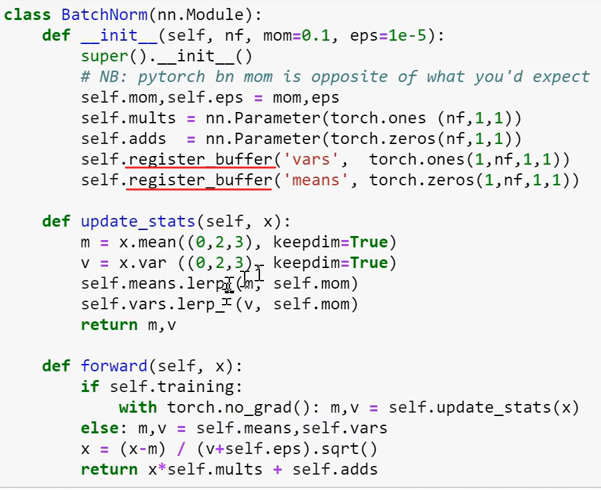 class BatchNorm(nn.Module):
    def __init__(self, nf, mom=0.1, eps=1e-5):
        super().__init__()
        # NB: pytorch bn mom is opposite of what you'd expect
        self.mom,self.eps = mom,eps
        self.mults = nn.Parameter(torch.ones (nf,1,1))
        self.adds  = nn.Parameter(torch.zeros(nf,1,1))
        self.register_buffer('vars',  torch.ones(1,nf,1,1))
        self.register_buffer('means', torch.zeros(1,nf,1,1))

    def update_stats(self, x):
        m = x.mean((0,2,3), keepdim=True)
        v = x.var ((0,2,3), keepdim=True)
        self.means.lerp_(m, self.mom)
        self.vars.lerp_ (v, self.mom)
        return m,v

    def forward(self, x):
        if self.training:
            with torch.no_grad(): m,v = self.update_stats(x)
        else: m,v = self.means,self.vars
        x = (x-m) / (v+self.eps).sqrt()
        return x*self.mults + self.adds